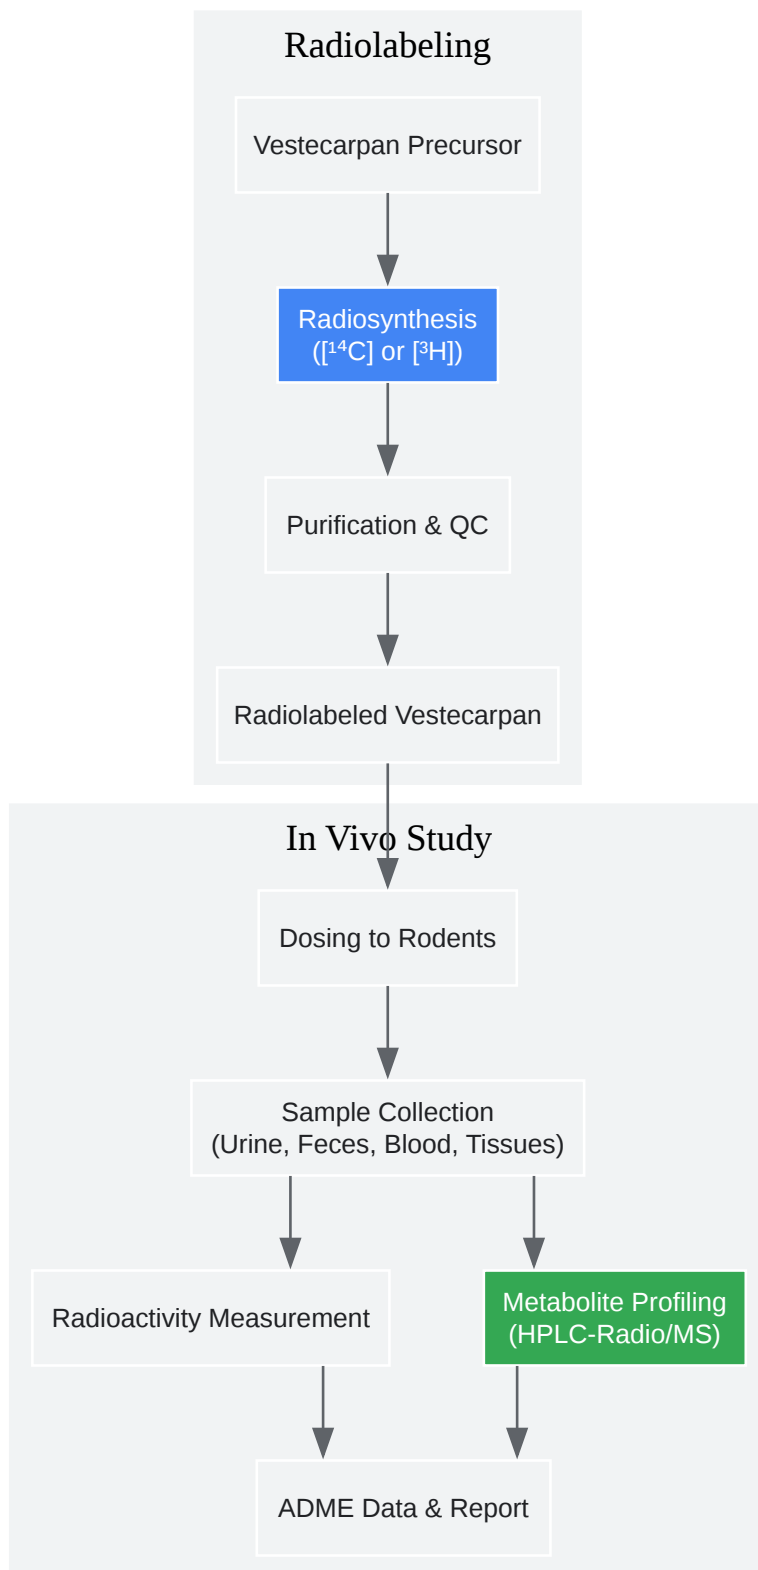 Radiolabeling
Vestecarpan Precursor
Radiosynthesis
([¹⁴C] or [³H])
Purification & QC
Radiolabeled Vestecarpan
In Vivo Study
Dosing to Rodents
Sample Collection
(Urine, Feces, Blood, Tissues)
Radioactivity Measurement
Metabolite Profiling
(HPLC-Radio/MS)
ADME Data & Report